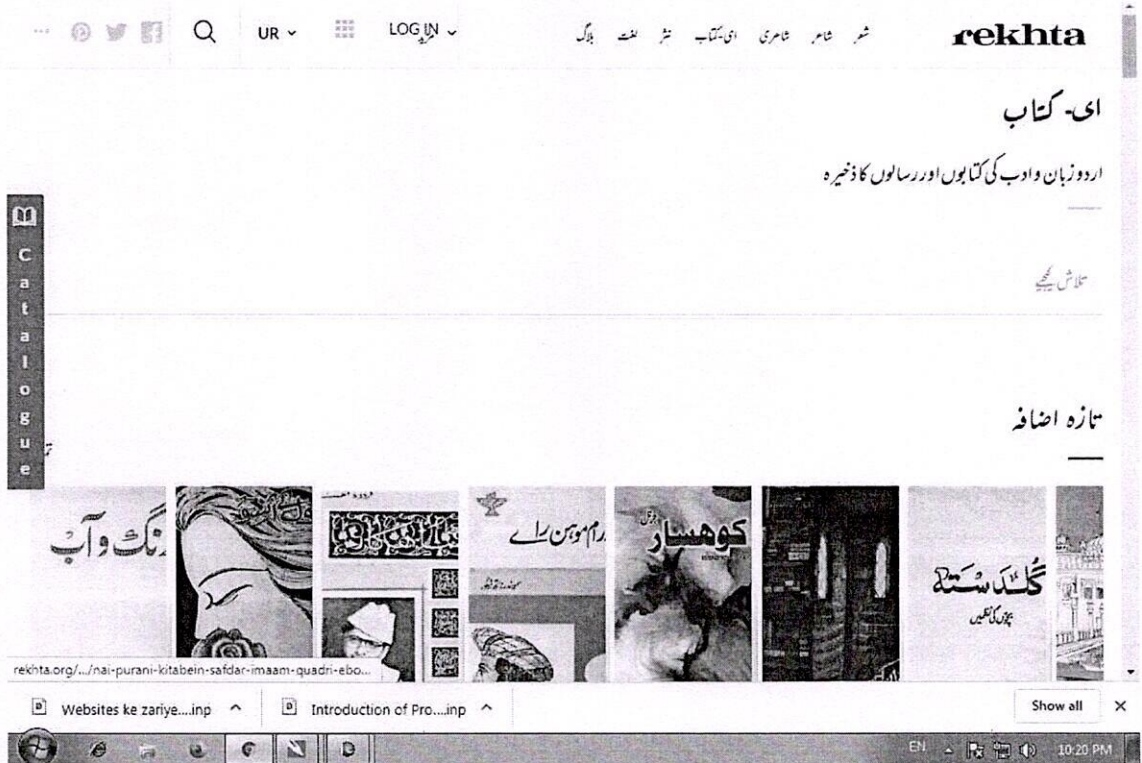 rekhta
شعر شاعر شاعری ای-کتاب نثر لغت بلاگ
LOG IN
مزید
UR
ای- کتاب
اردو زبان و ادب کی کتابوں اور رسالوں کا ذخیرہ
تلاش کیجیے
Catalogue
تازہ اضافہ
رنگ و آب
رام موہن رائے
کوهسار
گلدستہ
بچوں کی نظمیں
rekhta.org/.../nai-purani-kitabein-safdar-imaam-quadri-ebo...
Websites ke zariye....inp
Introduction of Pro....inp
Show all
EN
10:20 PM